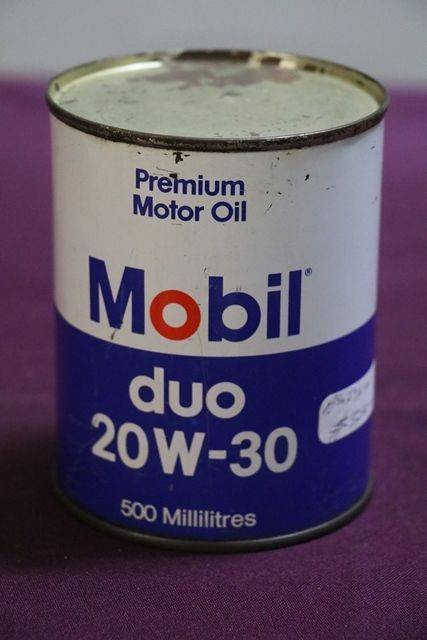 Premium
Motor Oil
Mobil®
duo
20W-30
500 Millilitres